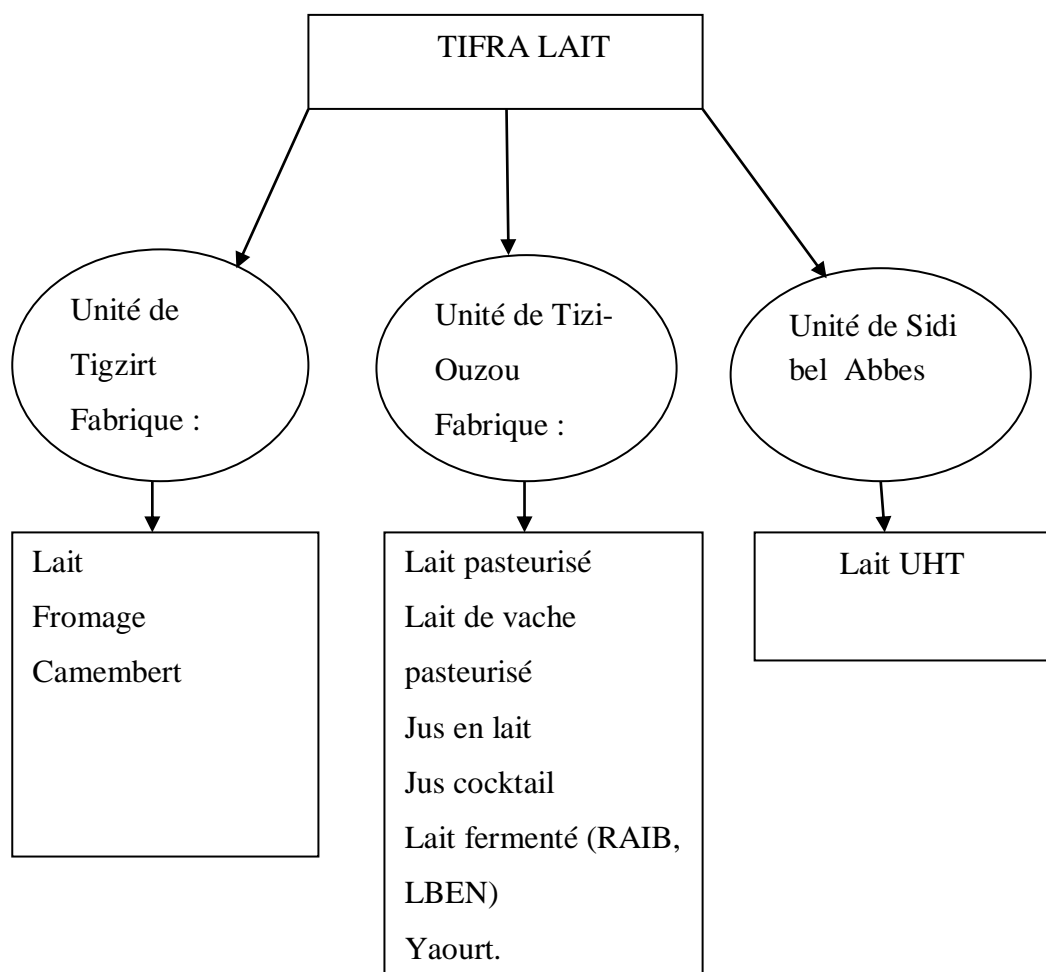 TIFRA LAIT
Unité de
Tigzirt
Fabrique :
Unité de Tizi-
Ouzou
Fabrique :
Unité de Sidi
bel Abbes
Lait
Fromage
Camembert
Lait pasteurisé
Lait de vache
pasteurisé
Jus en lait
Jus cocktail
Lait fermenté (RAIB,
LBEN)
Yaourt.
Lait UHT